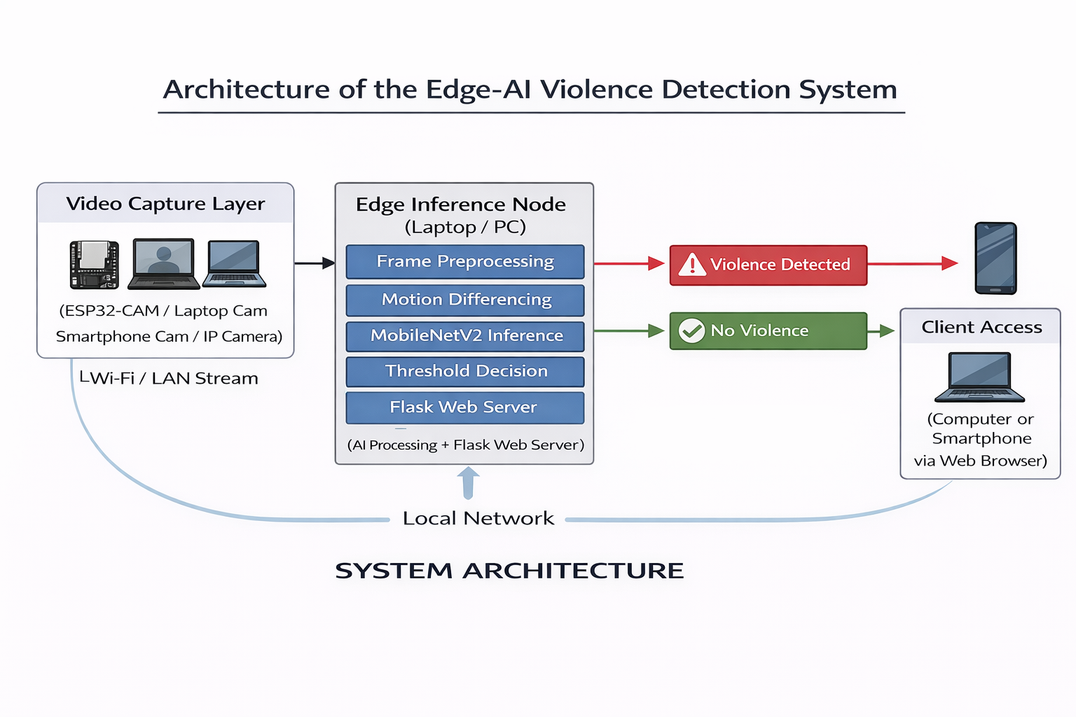 Architecture of the Edge-AI Violence Detection System
Video Capture Layer
(ESP32-CAM / Laptop Cam
Smartphone Cam / IP Camera)
Wi-Fi / LAN Stream
Edge Inference Node
(Laptop / PC)
Frame Preprocessing
Motion Differencing
MobileNetV2 Inference
Threshold Decision
Flask Web Server
(AI Processing + Flask Web Server)
Violence Detected
No Violence
Client Access
(Computer or
Smartphone
via Web Browser)
Local Network
SYSTEM ARCHITECTURE